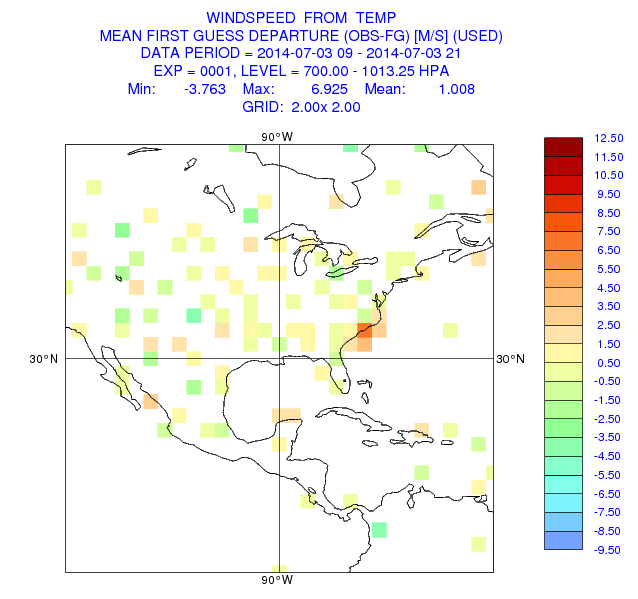 WINDSPEED FROM TEMP
MEAN FIRST GUESS DEPARTURE (OBS-FG) [M/S] (USED)
DATA PERIOD = 2014-07-03 09 - 2014-07-03 21
EXP = 0001, LEVEL = 700.00 - 1013.25 HPA
Min: -3.763 Max: 6.925 Mean: 1.008
GRID: 2.00x 2.00
90°W
30°N 30°N
90°W
12.50
11.50
10.50
9.50
8.50
7.50
6.50
5.50
4.50
3.50
2.50
1.50
0.50
-0.50
-1.50
-2.50
-3.50
-4.50
-5.50
-6.50
-7.50
-8.50
-9.50